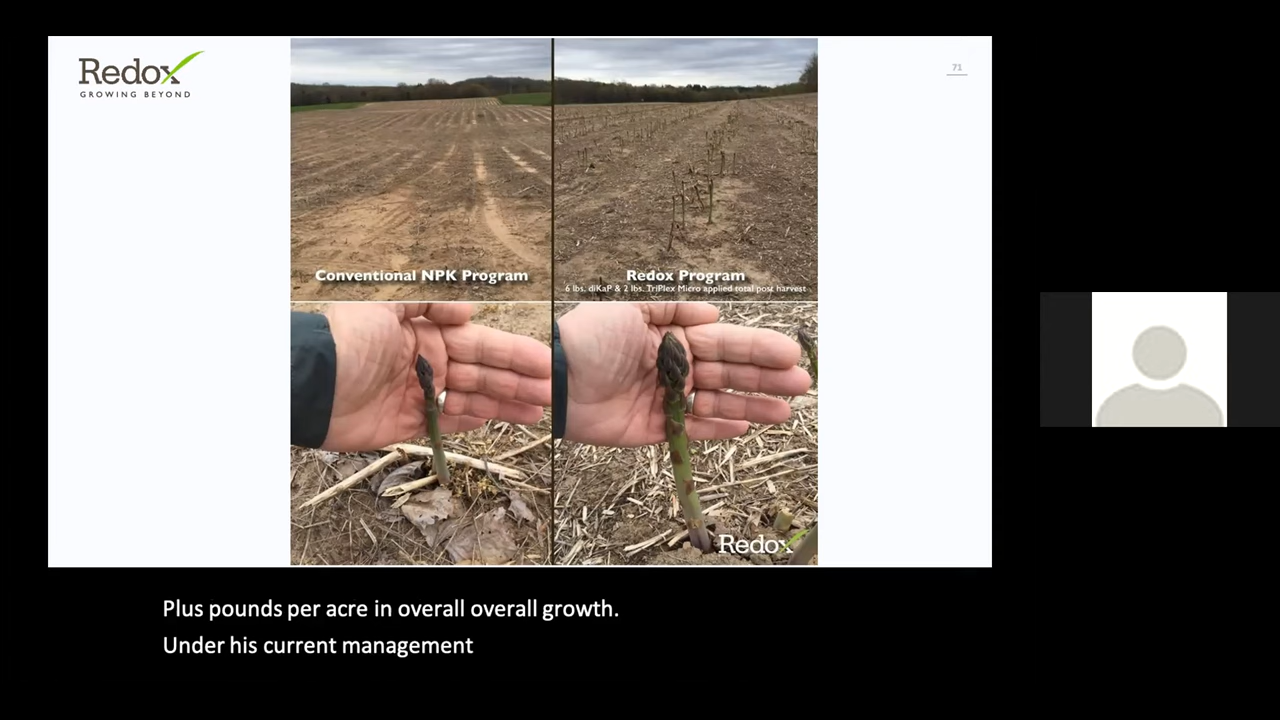 Redox
GROWING BEYOND
71
Conventional NPK Program
Redox Program
6 lbs. diKaP & 2 lbs. TriPlex Micro applied total post harvest
Redox
Plus pounds per acre in overall overall growth.
Under his current management